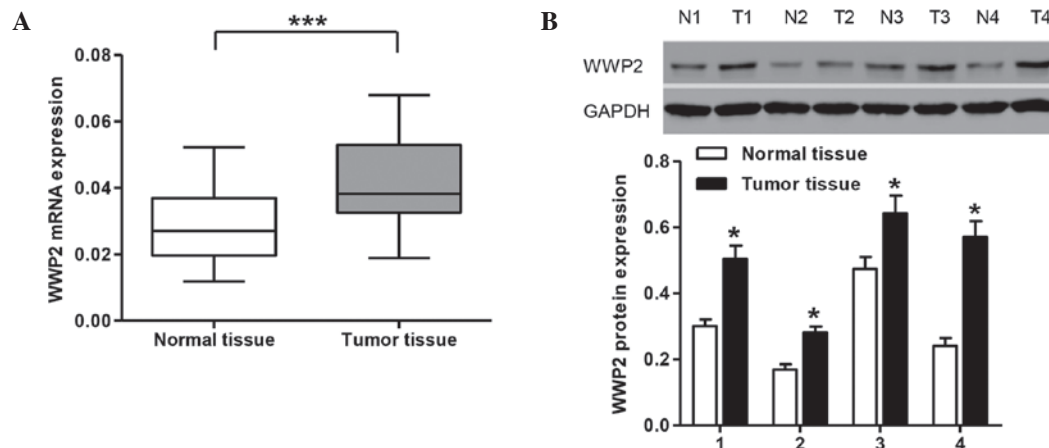 A
***
WWP2 mRNA expression
0.08
0.06
0.04
0.02
0.00
Normal tissue
Tumor tissue
B
N1 T1 N2 T2 N3 T3 N4 T4
WWP2
GAPDH
WWP2 protein expression
0.8
0.6
0.4
0.2
0.0
Normal tissue
Tumor tissue
* * * *
1 2 3 4